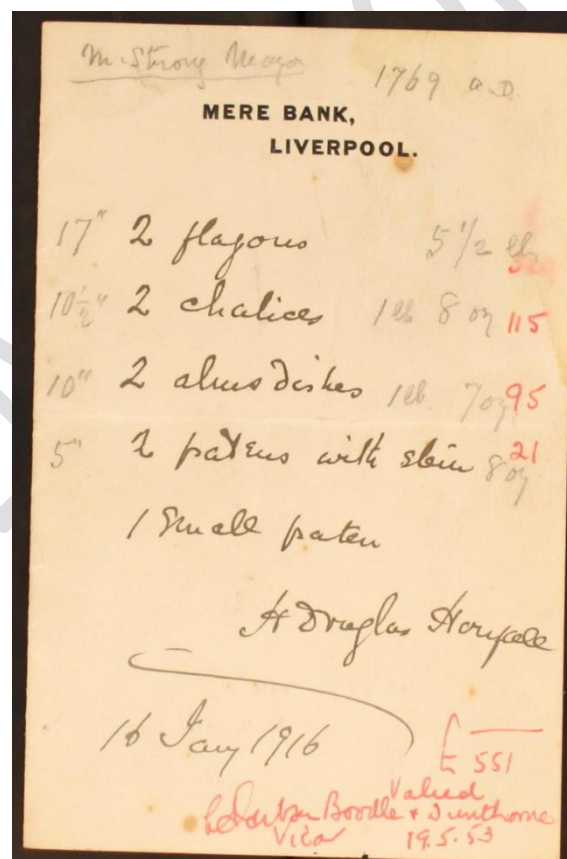 M. Strong 1769 A.D.
MERE BANK,
LIVERPOOL.
17" 2 flagons 5 1/2 lb
10 1/2" 2 chalices 1 lb 8 oz 115
10" 2 alms dishes 1 lb 7 oz 95
5" 2 patens with stem 8 oz 21
1 Small paten
H Douglas Horsfall
16 Jany 1916
£ 551
Valued
Boodle & Dunthorne
Vicar 19.5.53